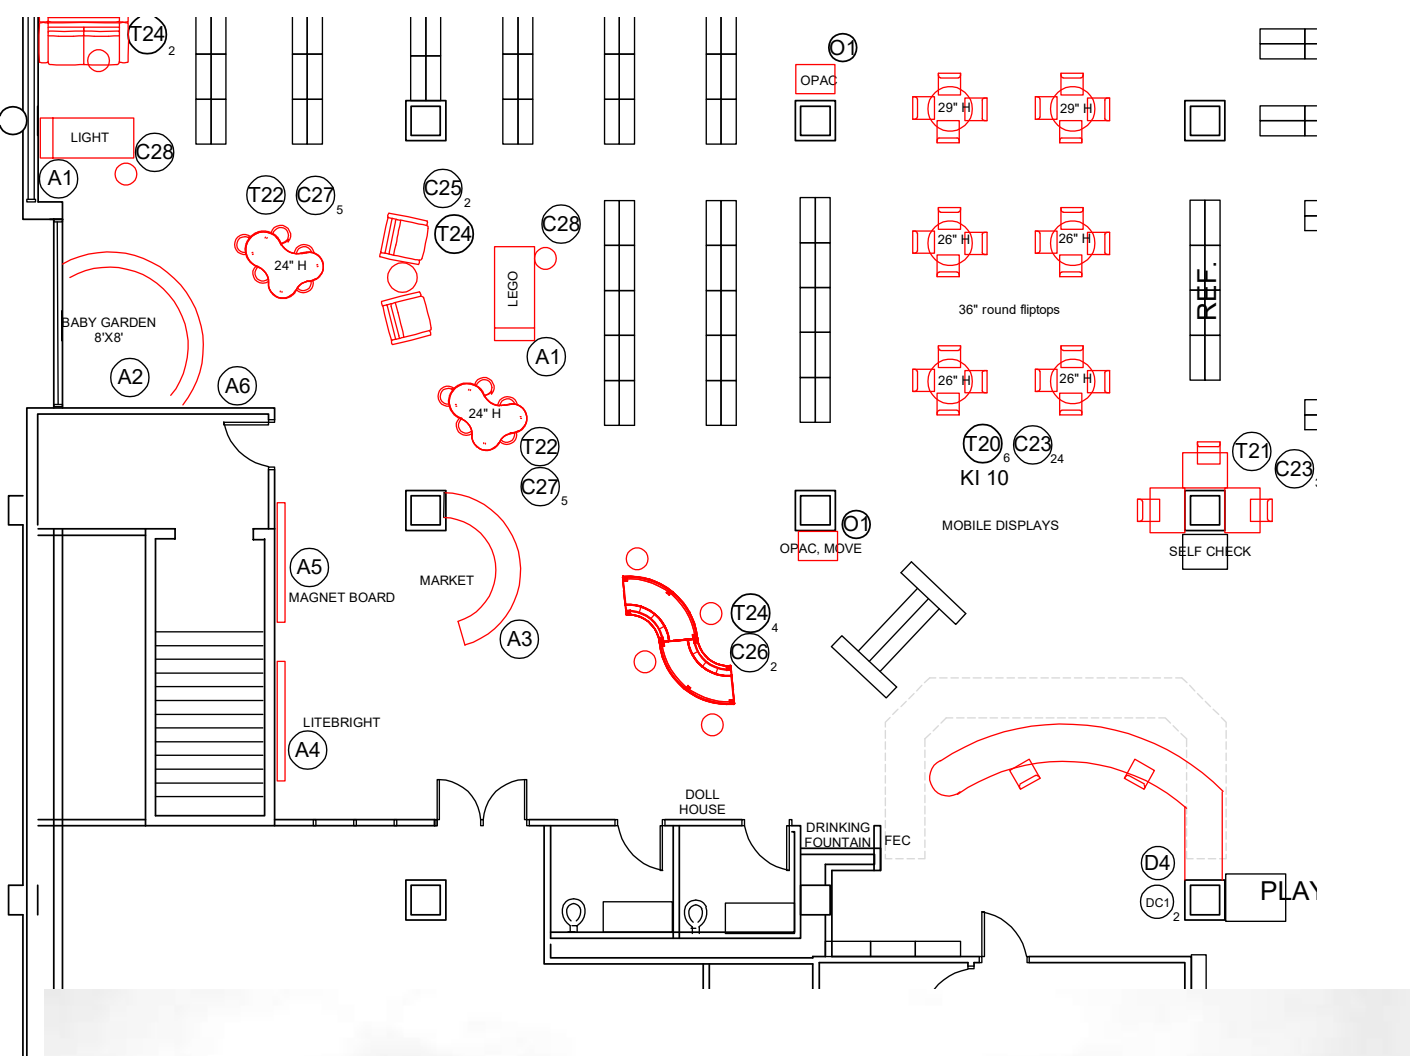 T24 2
O1
OPAC
29" H
29" H
LIGHT
C28
A1
T22
C27 5
C25 2
T24
C28
24" H
LEGO
26" H
26" H
REF.
36" round fliptops
BABY GARDEN
8'X8'
A2
A6
A1
24" H
26" H
26" H
T22
C27 5
T20 6
C23 24
KI 10
T21
C23
O1
OPAC, MOVE
MOBILE DISPLAYS
SELF CHECK
A5
MAGNET BOARD
MARKET
A3
T24 4
C26 2
LITEBRIGHT
A4
DOLL
HOUSE
DRINKING
FOUNTAIN
FEC
D4
DC1 2
PLAY